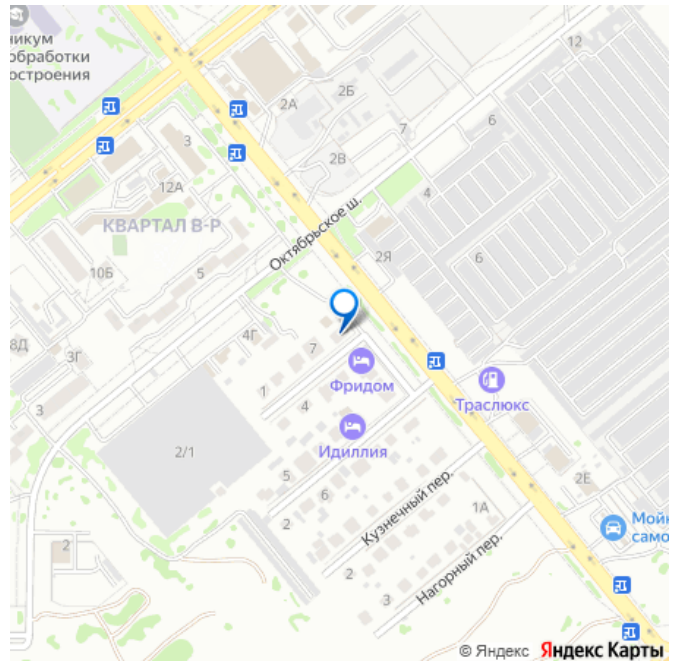 никум
обработки
остроения
12
2Б
2А
6
7
3
2В
12А
4
КВАРТАЛ В-Р
Октябрьское ш.
2Я
6
10Б
5
4Г
8Д
3Г
7
Фридом
1
Траслюкс
4
3
Идиллия
2/1
5
6
2Е
Кузнечный пер.
1А
2
Мойк
само
2
2
Нагорный пер.
3
© Яндекс Яндекс Карты